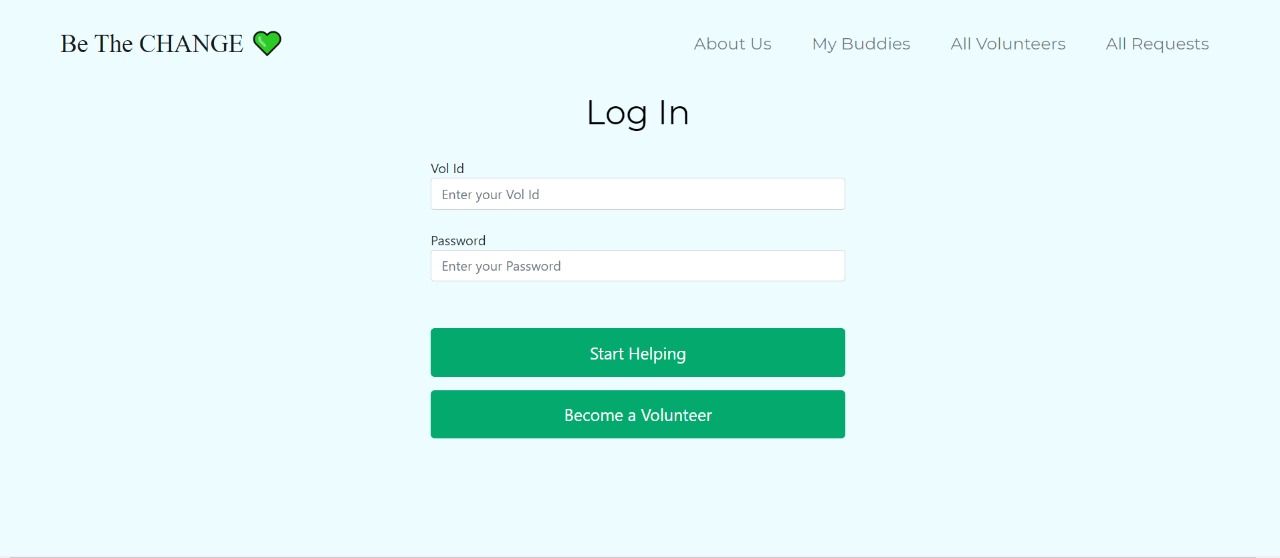 Be The CHANGE 💚 About Us My Buddies All Volunteers All Requests
Log In
Vol Id
Enter your Vol Id
Password
Enter your Password
Start Helping
Become a Volunteer